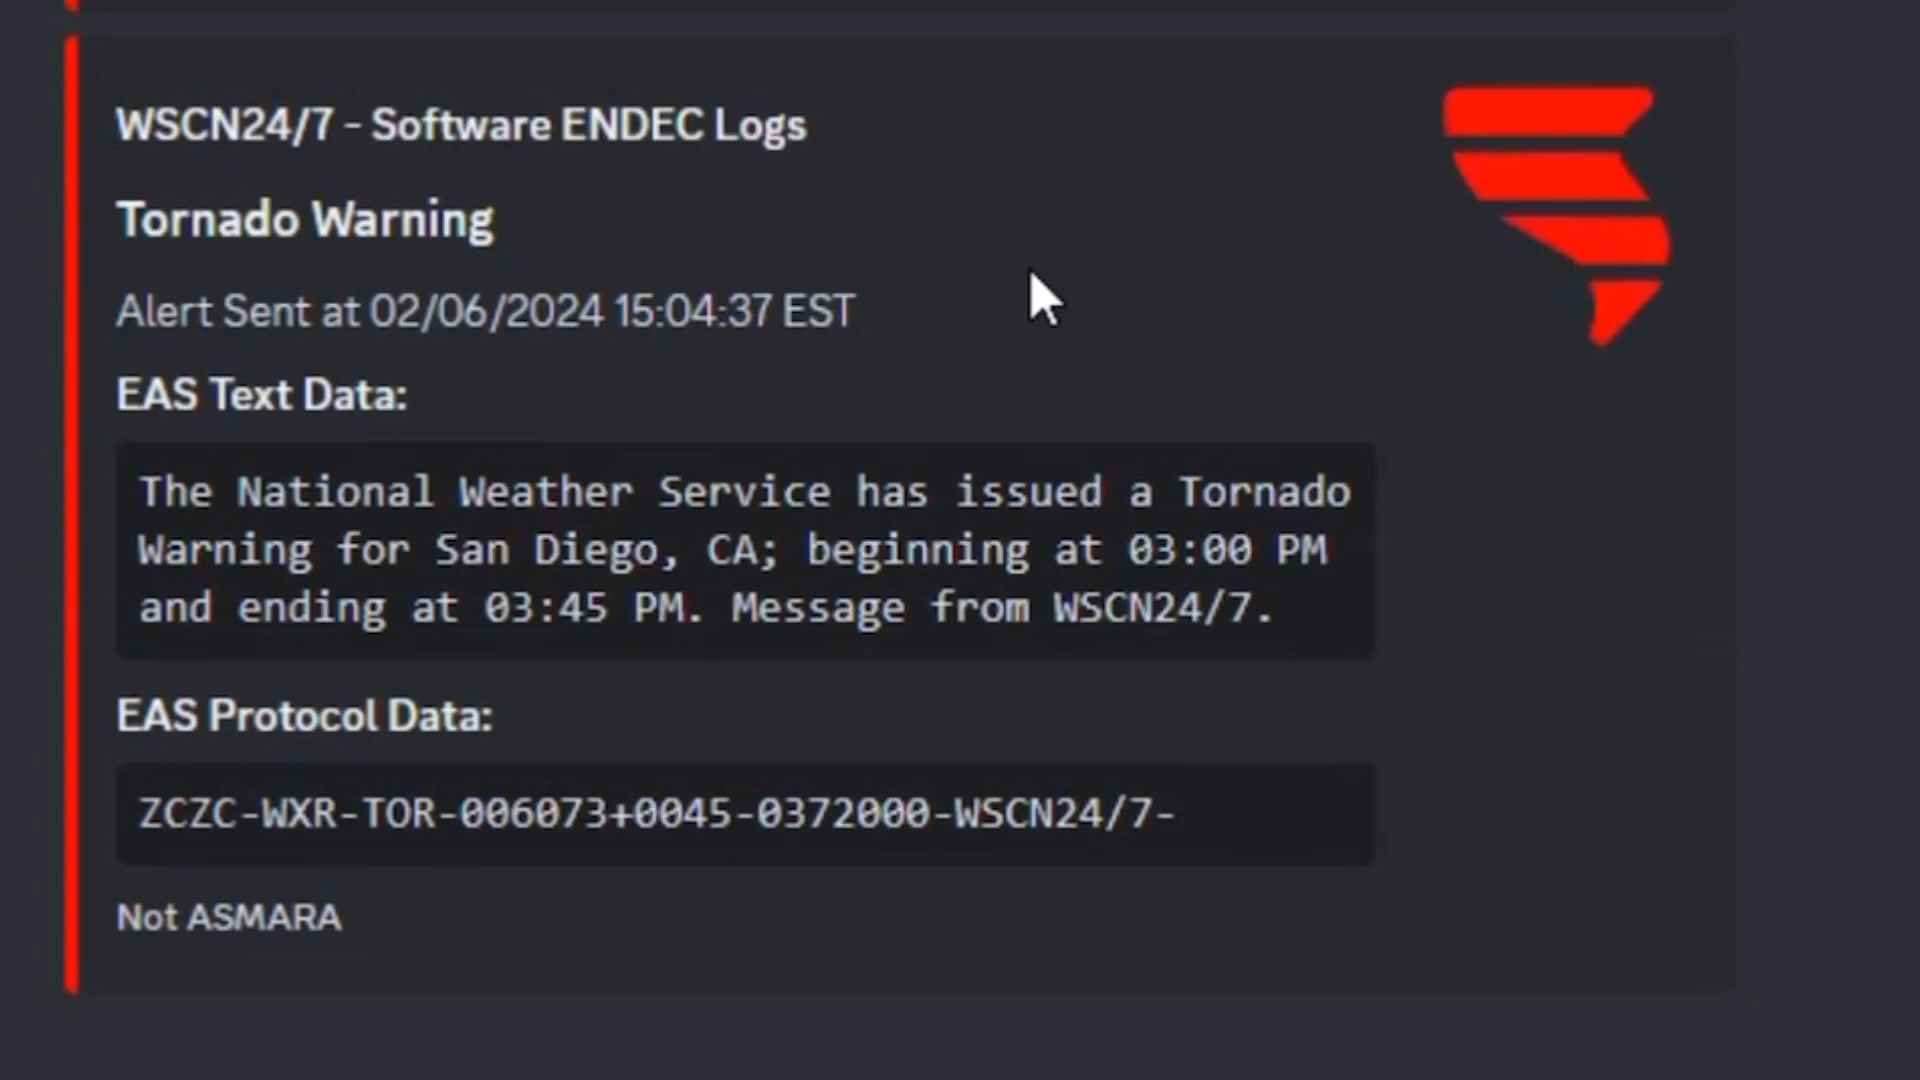 WSCN24/7 - Software ENDEC Logs
Tornado Warning
Alert Sent at 02/06/2024 15:04:37 EST
EAS Text Data:
The National Weather Service has issued a Tornado
Warning for San Diego, CA; beginning at 03:00 PM
and ending at 03:45 PM. Message from WSCN24/7.
EAS Protocol Data:
ZCZC-WXR-TOR-006073+0045-0372000-WSCN24/7-
Not ASMARA